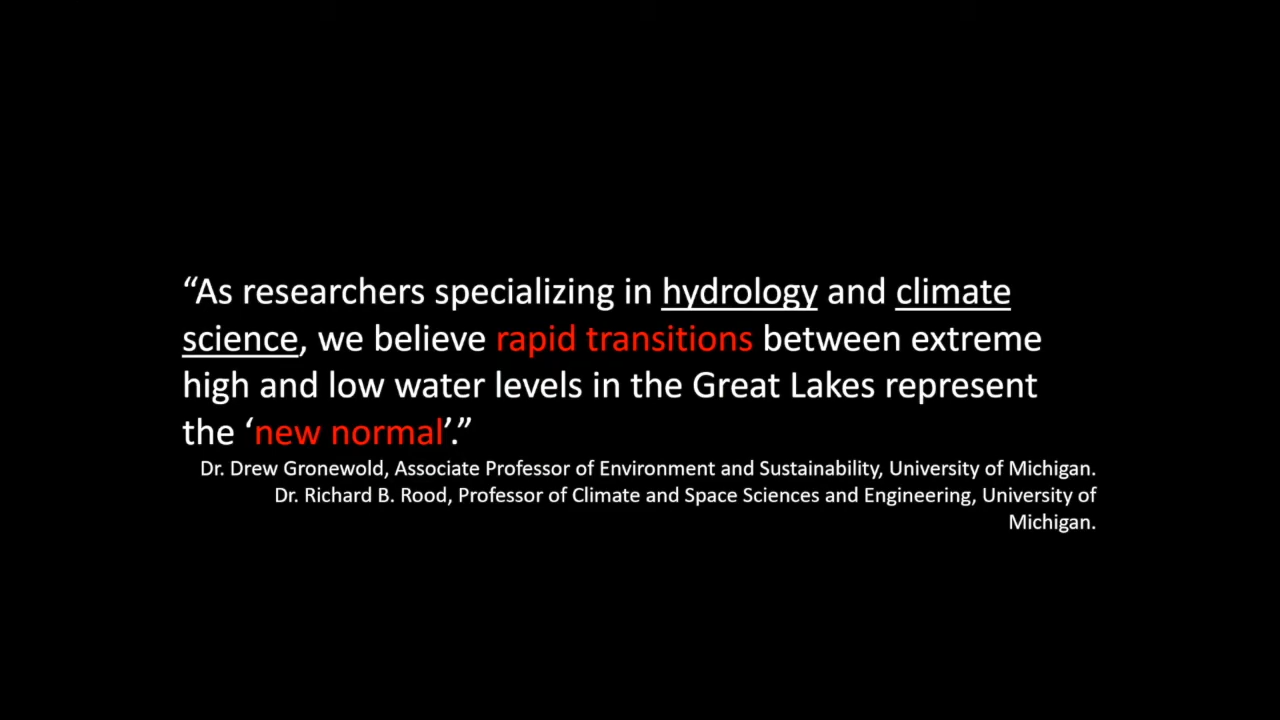 “As researchers specializing in hydrology and climate
science, we believe rapid transitions between extreme
high and low water levels in the Great Lakes represent
the ‘new normal’.”
Dr. Drew Gronewold, Associate Professor of Environment and Sustainability, University of Michigan.
Dr. Richard B. Rood, Professor of Climate and Space Sciences and Engineering, University of
Michigan.